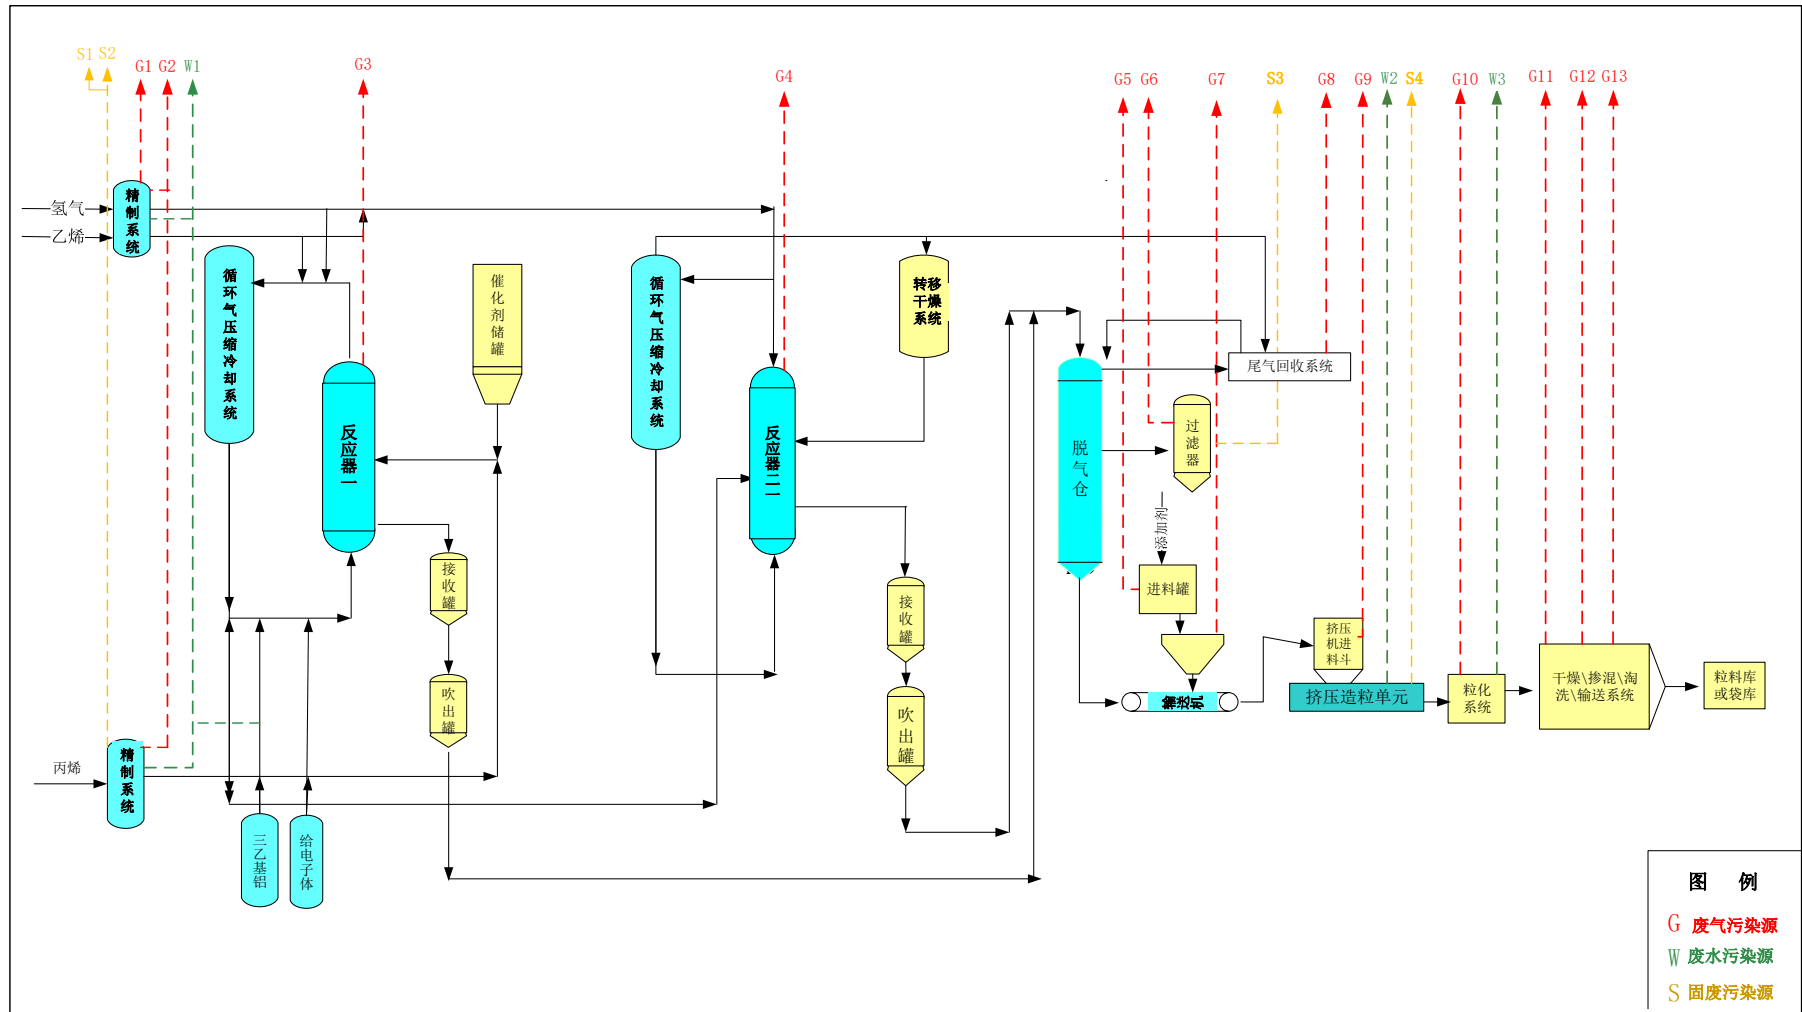 S1 S2
G1 G2 W1
G3
G4
G5 G6 G7 S3 G8 G9 W2 S4 G10 W3 G11 G12 G13
氢气
乙烯
精制系统
循环气压缩冷却系统
反应器一
催化剂储罐
循环气压缩冷却系统
反应器二
转移
干燥
系统
尾气回收系统
脱气仓
过滤器
添加剂
进料罐
接收罐
吹出罐
接收罐
吹出罐
输送机
挤压
机进
料斗
挤压造粒单元
粒化
系统
干燥\掺混\淘
洗\输送系统
粒料库
或袋库
丙烯
精制系统
三乙基铝
给电子体
图 例
G 废气污染源
W 废水污染源
S 固废污染源